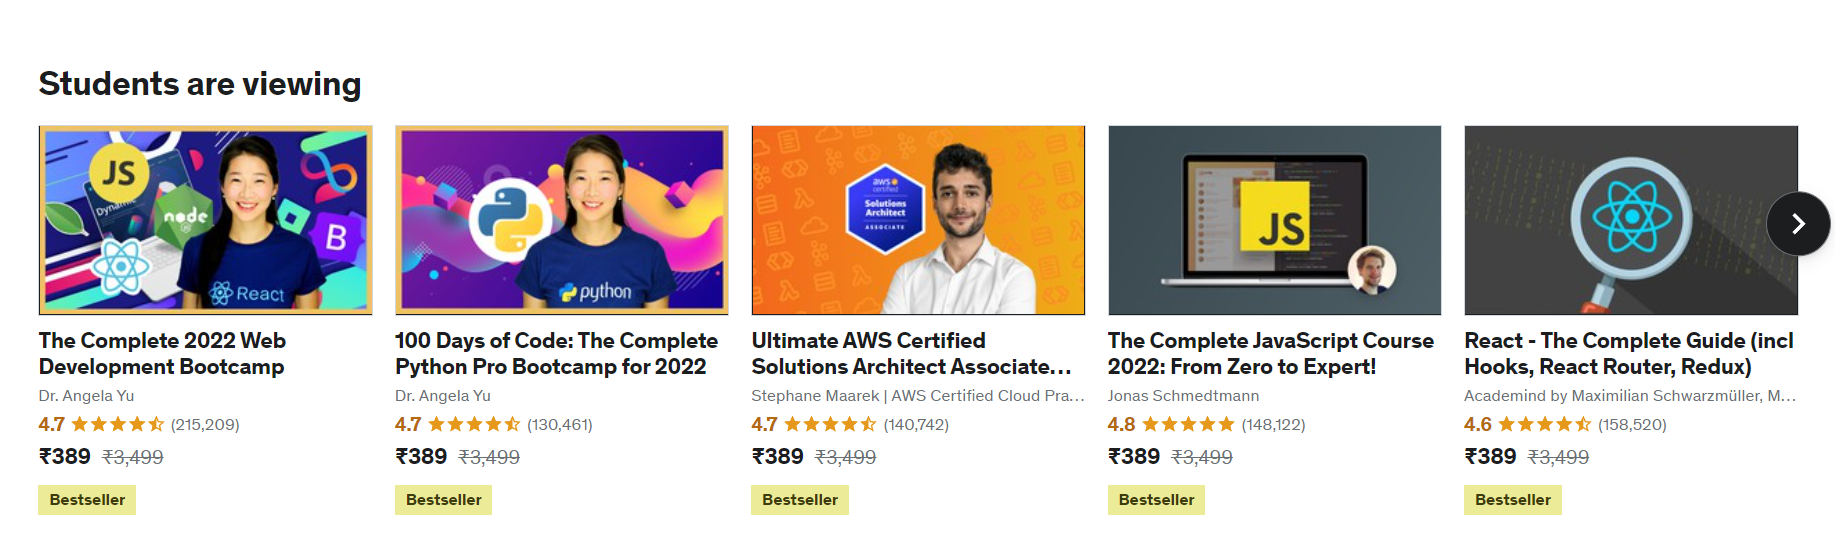 Students are viewing
JS
Dynamic
node
JS
B
React
The Complete 2022 Web
Development Bootcamp
Dr. Angela Yu
4.7 (215,209)
₹389 ₹3,499
Bestseller
python
100 Days of Code: The Complete
Python Pro Bootcamp for 2022
Dr. Angela Yu
4.7 (130,461)
₹389 ₹3,499
Bestseller
aws
certified
Solutions
Architect
ASSOCIATE
Ultimate AWS Certified
Solutions Architect Associate...
Stephane Maarek | AWS Certified Cloud Pra...
4.7 (140,742)
₹389 ₹3,499
Bestseller
JS
The Complete JavaScript Course
2022: From Zero to Expert!
Jonas Schmedtmann
4.8 (148,122)
₹389 ₹3,499
Bestseller
React - The Complete Guide (incl
Hooks, React Router, Redux)
Academind by Maximilian Schwarzmüller, M...
4.6 (158,520)
₹389 ₹3,499
Bestseller